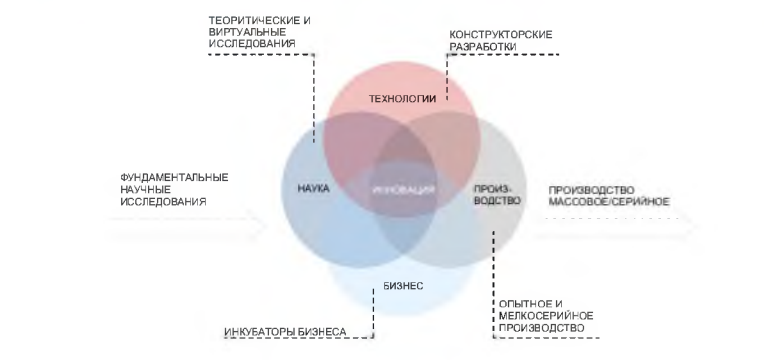 ТЕОРИТИЧЕСКИЕ И
ВИРТУАЛЬНЫЕ
ИССЛЕДОВАНИЯ
КОНСТРУКТОРСКИЕ
РАЗРАБОТКИ
ТЕХНОЛОГИИ
ФУНДАМЕНТАЛЬНЫЕ
НАУЧНЫЕ
ИССЛЕДОВАНИЯ
НАУКА
ИННОВАЦИЯ
ПРОИЗ-
ВОДСТВО
ПРОИЗВОДСТВО
МАССОВОЕ/СЕРИЙНОЕ
БИЗНЕС
ОПЫТНОЕ И
МЕЛКОСЕРИЙНОЕ
ПРОИЗВОДСТВО
ИНКУБАТОРЫ БИЗНЕСА